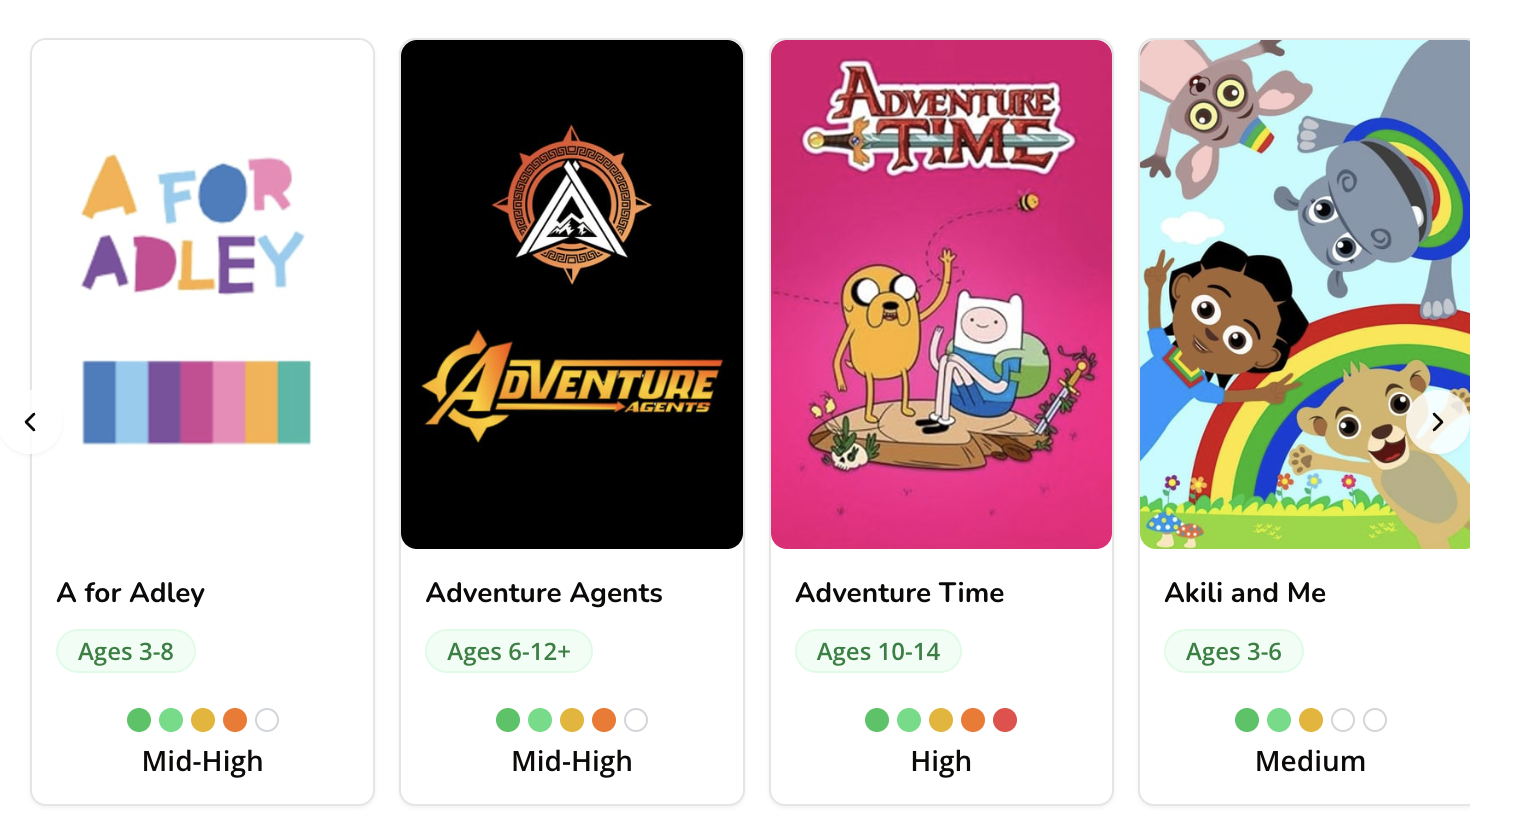 A FOR
ADLEY
A for Adley
Ages 3-8
Mid-High
ADVENTURE
AGENTS
Adventure Agents
Ages 6-12+
Mid-High
ADVENTURE
TIME
Adventure Time
Ages 10-14
High
Akili and Me
Ages 3-6
Medium